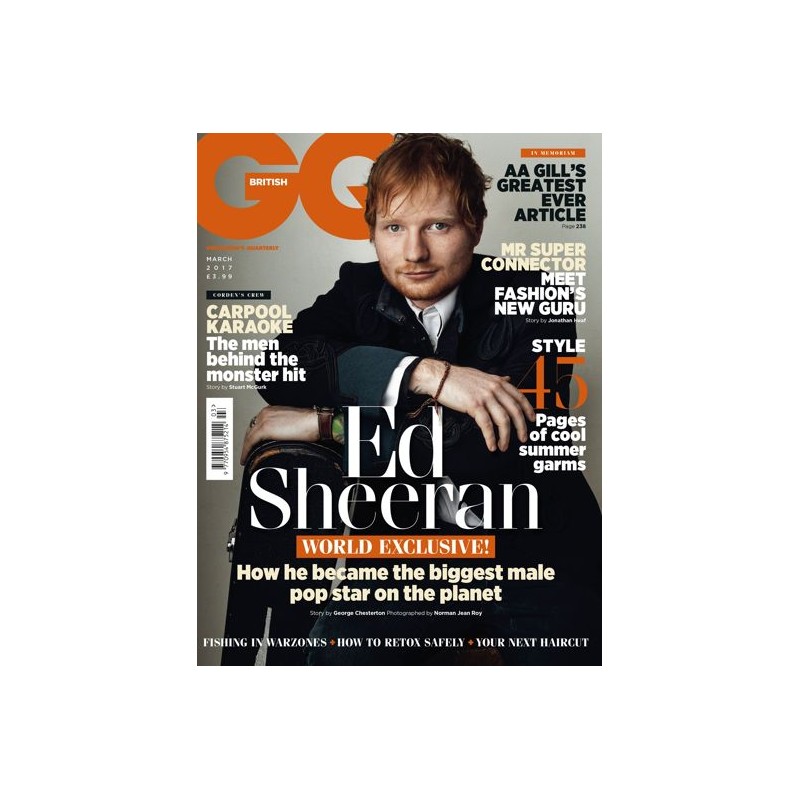 GQ
BRITISH
MARCH
2017
£3.99
CORDEN'S CREW
CARPOOL
KARAOKE
The men
behind the
monster hit
Story by Stuart McGurk
IN MEMORIAM
AA GILL'S
GREATEST
EVER
ARTICLE
Page 238
MR SUPER
CONNECTOR
MEET
FASHION'S
NEW GURU
Story by Jonathan Heaf
STYLE
45
Pages
of cool
summer
garms
03>
Ed
Sheeran
WORLD EXCLUSIVE!
How he became the biggest male
pop star on the planet
Story by George Chesterton Photographed by Norman Jean Roy
FISHING IN WARZONES + HOW TO RETOX SAFELY + YOUR NEXT HAIRCUT